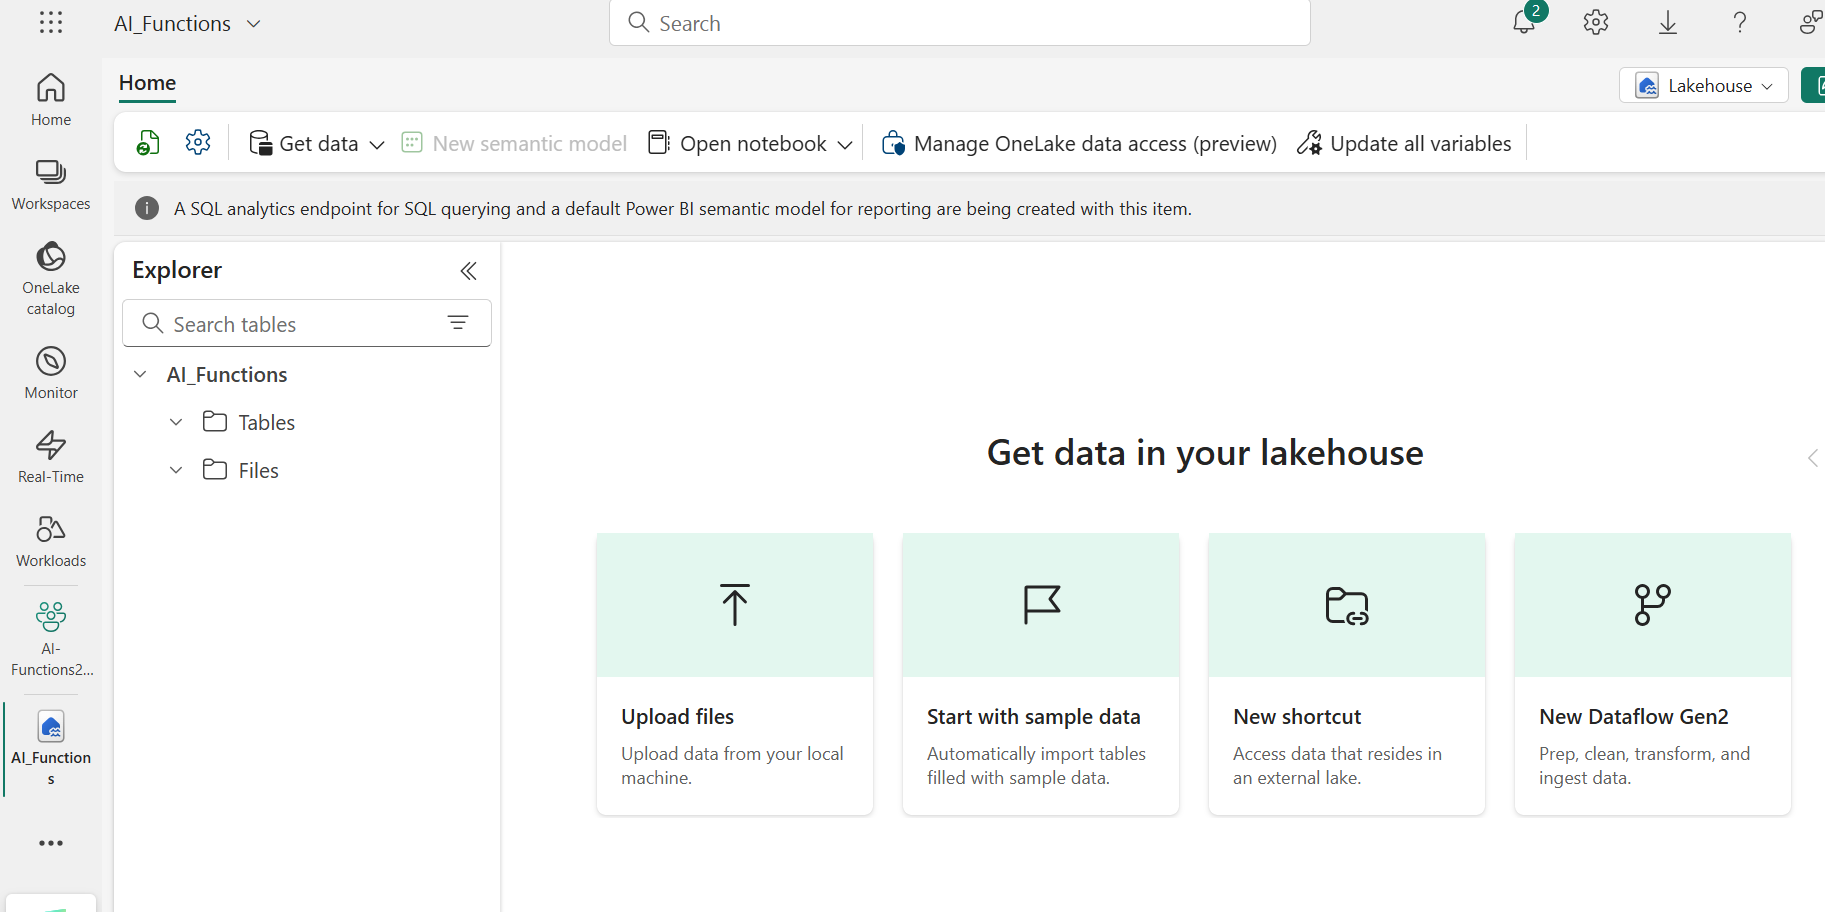 AI_Functions
Search
2
Home
Workspaces
OneLake
catalog
Monitor
Real-Time
Workloads
AI-
Functions2...
AI_Function
s
Home
Lakehouse
Get data
New semantic model
Open notebook
Manage OneLake data access (preview)
Update all variables
A SQL analytics endpoint for SQL querying and a default Power BI semantic model for reporting are being created with this item.
Explorer
Search tables
AI_Functions
Tables
Files
Get data in your lakehouse
Upload files
Upload data from your local
machine.
Start with sample data
Automatically import tables
filled with sample data.
New shortcut
Access data that resides in
an external lake.
New Dataflow Gen2
Prep, clean, transform, and
ingest data.